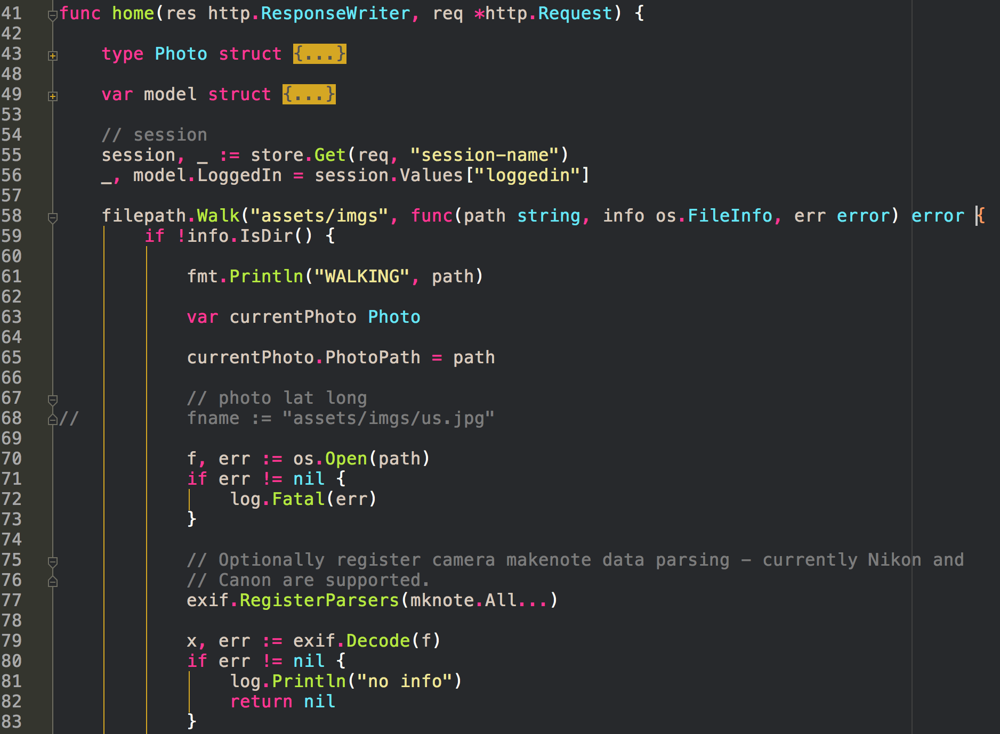 41 func home(res http.ResponseWriter, req *http.Request) {
42
43     type Photo struct {...}
48
49     var model struct {...}
53
54     // session
55     session, _ := store.Get(req, "session-name")
56     _, model.LoggedIn = session.Values["loggedin"]
57
58     filepath.Walk("assets/imgs", func(path string, info os.FileInfo, err error) error {
59         if !info.IsDir() {
60
61             fmt.Println("WALKING", path)
62
63             var currentPhoto Photo
64
65             currentPhoto.PhotoPath = path
66
67             // photo lat long
68 //          fname := "assets/imgs/us.jpg"
69
70             f, err := os.Open(path)
71             if err != nil {
72                 log.Fatal(err)
73             }
74
75             // Optionally register camera makenote data parsing - currently Nikon and
76             // Canon are supported.
77             exif.RegisterParsers(mknote.All...)
78
79             x, err := exif.Decode(f)
80             if err != nil {
81                 log.Println("no info")
82                 return nil
83             }